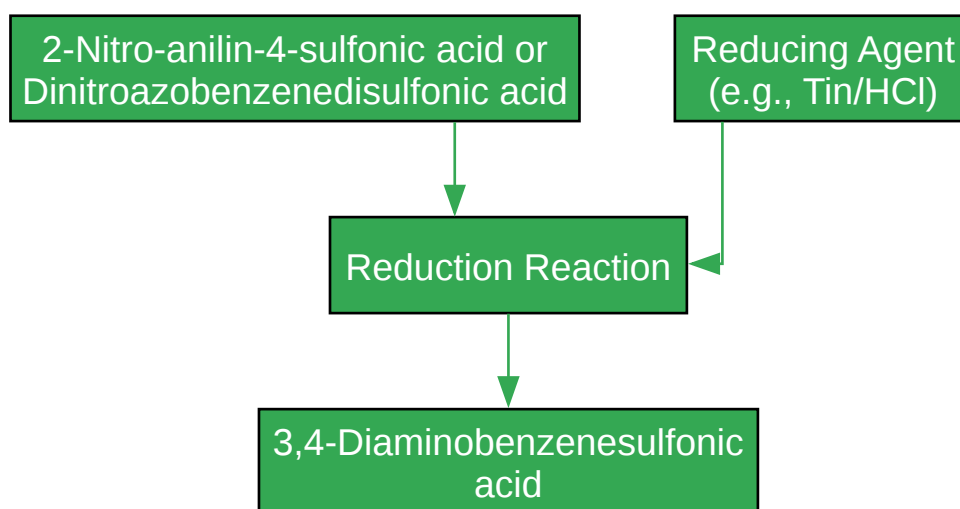 2-Nitro-anilin-4-sulfonic acid or
Dinitroazobenzenedisulfonic acid
Reducing Agent
(e.g., Tin/HCl)
Reduction Reaction
3,4-Diaminobenzenesulfonic
acid